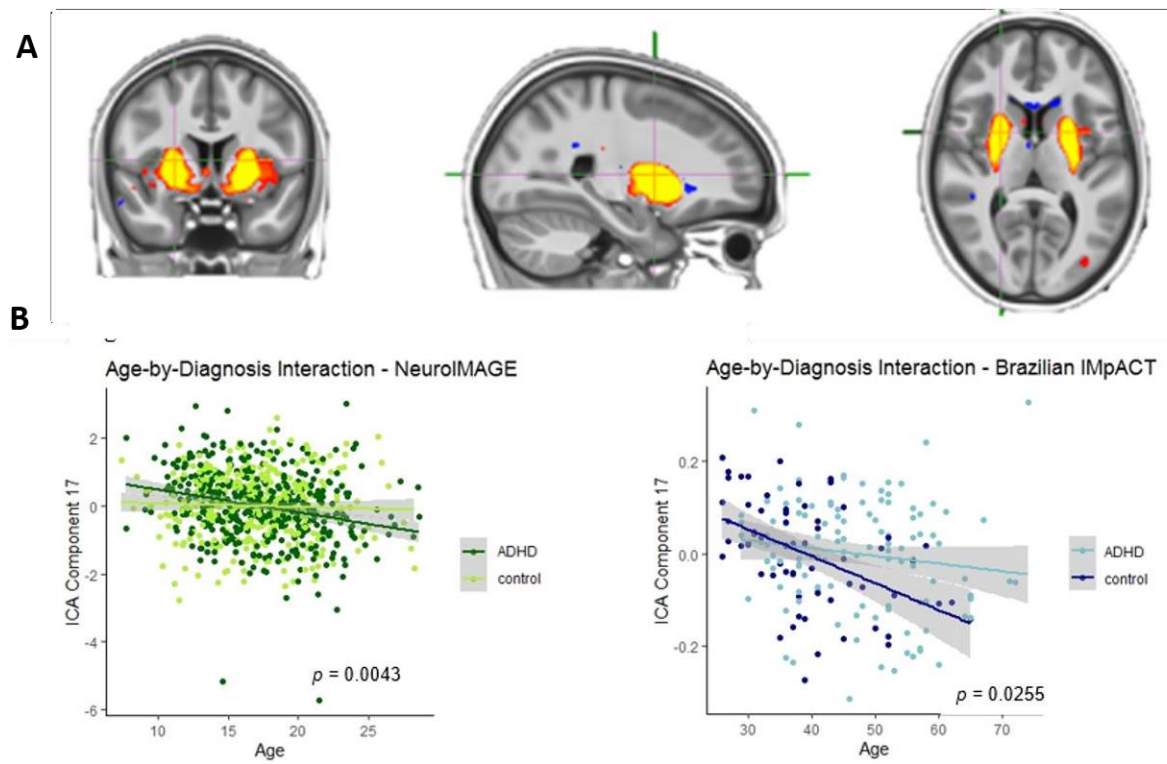 A
B
Age-by-Diagnosis Interaction - NeuroIMAGE
ICA Component 17
2
0
-2
-4
-6
10 15 20 25
Age
ADHD
control
p = 0.0043
Age-by-Diagnosis Interaction - Brazilian IMpACT
ICA Component 17
0.2
0.0
-0.2
30 40 50 60 70
Age
ADHD
control
p = 0.0255